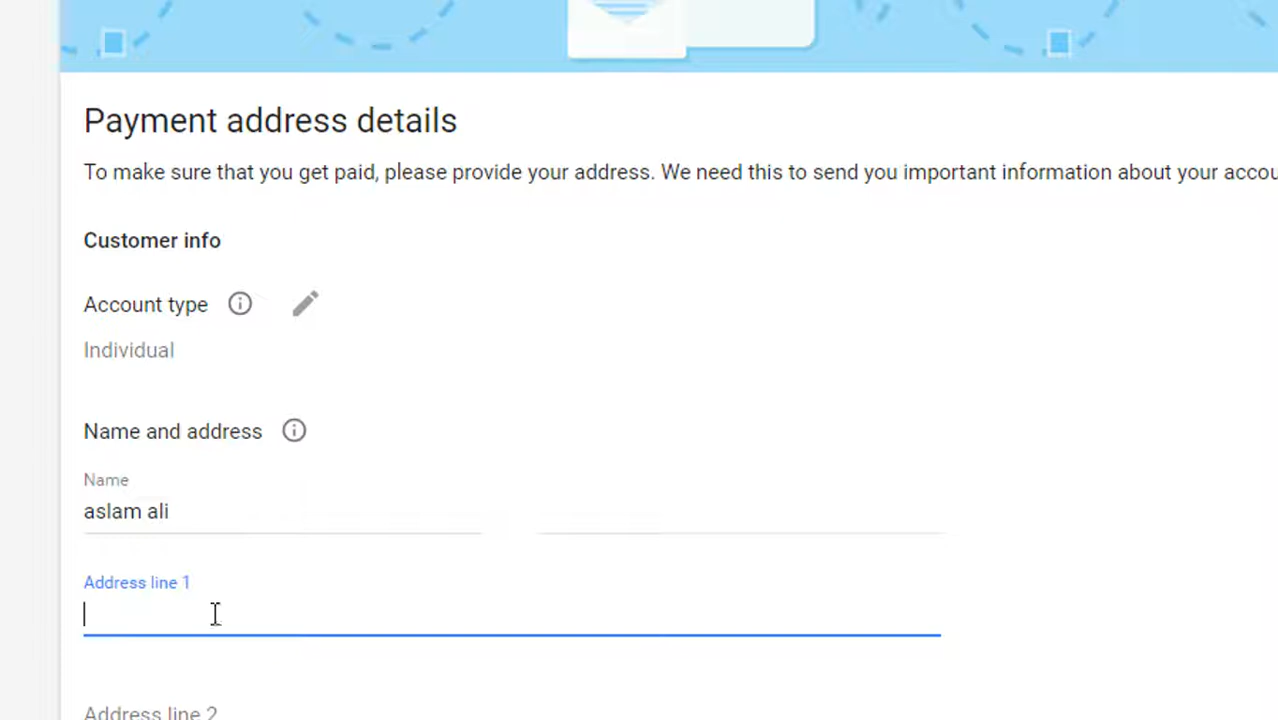 Payment address details
To make sure that you get paid, please provide your address. We need this to send you important information about your
Customer info
Account type
Individual
Name and address
Name
aslam ali
Address line 1
Address line 2